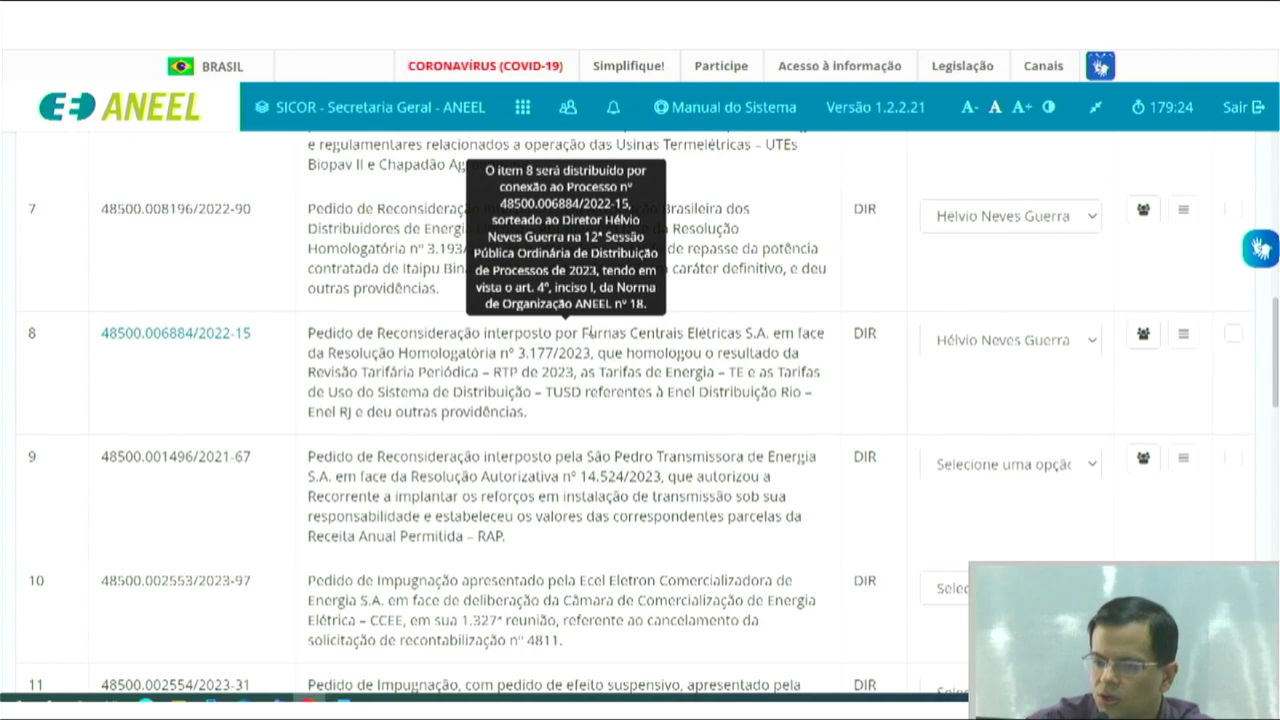 BRASIL
CORONAVÍRUS (COVID-19)
Simplifique!
Participe
Acesso à informação
Legislação
Canais
ANEEL
SICOR - Secretaria Geral - ANEEL
Manual do Sistema
Versão 1.2.2.21
A-
A
A+
179:24
Sair
e regulamentares relacionados a operação das Usinas Termelétricas – UTEs
Biopav II e Chapadão
O item 8 será distribuído por
conexão ao Processo nº
48500.006884/2022-15,
sorteado ao Diretor Hélvio
Neves Guerra na 12ª Sessão
Pública Ordinária de Distribuição
de Processos de 2023, tendo em
vista o art. 4º, inciso I, da Norma
de Organização ANEEL nº 18.
7
48500.008196/2022-90
Pedido de Reconsideração Brasileira dos
Distribuidores de Energia Resolução
Homologatória nº 3.193/ de repasse da potência
contratada de Itaipu caráter definitivo, e deu
outras providências.
DIR
Hélvio Neves Guerra
8
48500.006884/2022-15
Pedido de Reconsideração interposto por Furnas Centrais Elétricas S.A. em face
da Resolução Homologatória nº 3.177/2023, que homologou o resultado da
Revisão Tarifária Periódica – RTP de 2023, as Tarifas de Energia – TE e as Tarifas
de Uso do Sistema de Distribuição – TUSD referentes à Enel Distribuição Rio –
Enel RJ e deu outras providências.
DIR
Hélvio Neves Guerra
9
48500.001496/2021-67
Pedido de Reconsideração interposto pela São Pedro Transmissora de Energia
S.A. em face da Resolução Autorizativa nº 14.524/2023, que autorizou a
Recorrente a implantar os reforços em instalação de transmissão sob sua
responsabilidade e estabeleceu os valores das correspondentes parcelas da
Receita Anual Permitida – RAP.
DIR
Selecione uma opçã
10
48500.002553/2023-97
Pedido de Impugnação apresentado pela Ecel Eletron Comercializadora de
Energia S.A. em face de deliberação da Câmara de Comercialização de Energia
Elétrica – CCEE, em sua 1.327ª reunião, referente ao cancelamento da
solicitação de recontabilização nº 4811.
DIR
Selec
11
48500.002554/2023-31
Pedido de Impugnação, com pedido de efeito suspensivo, apresentado pela
DIR